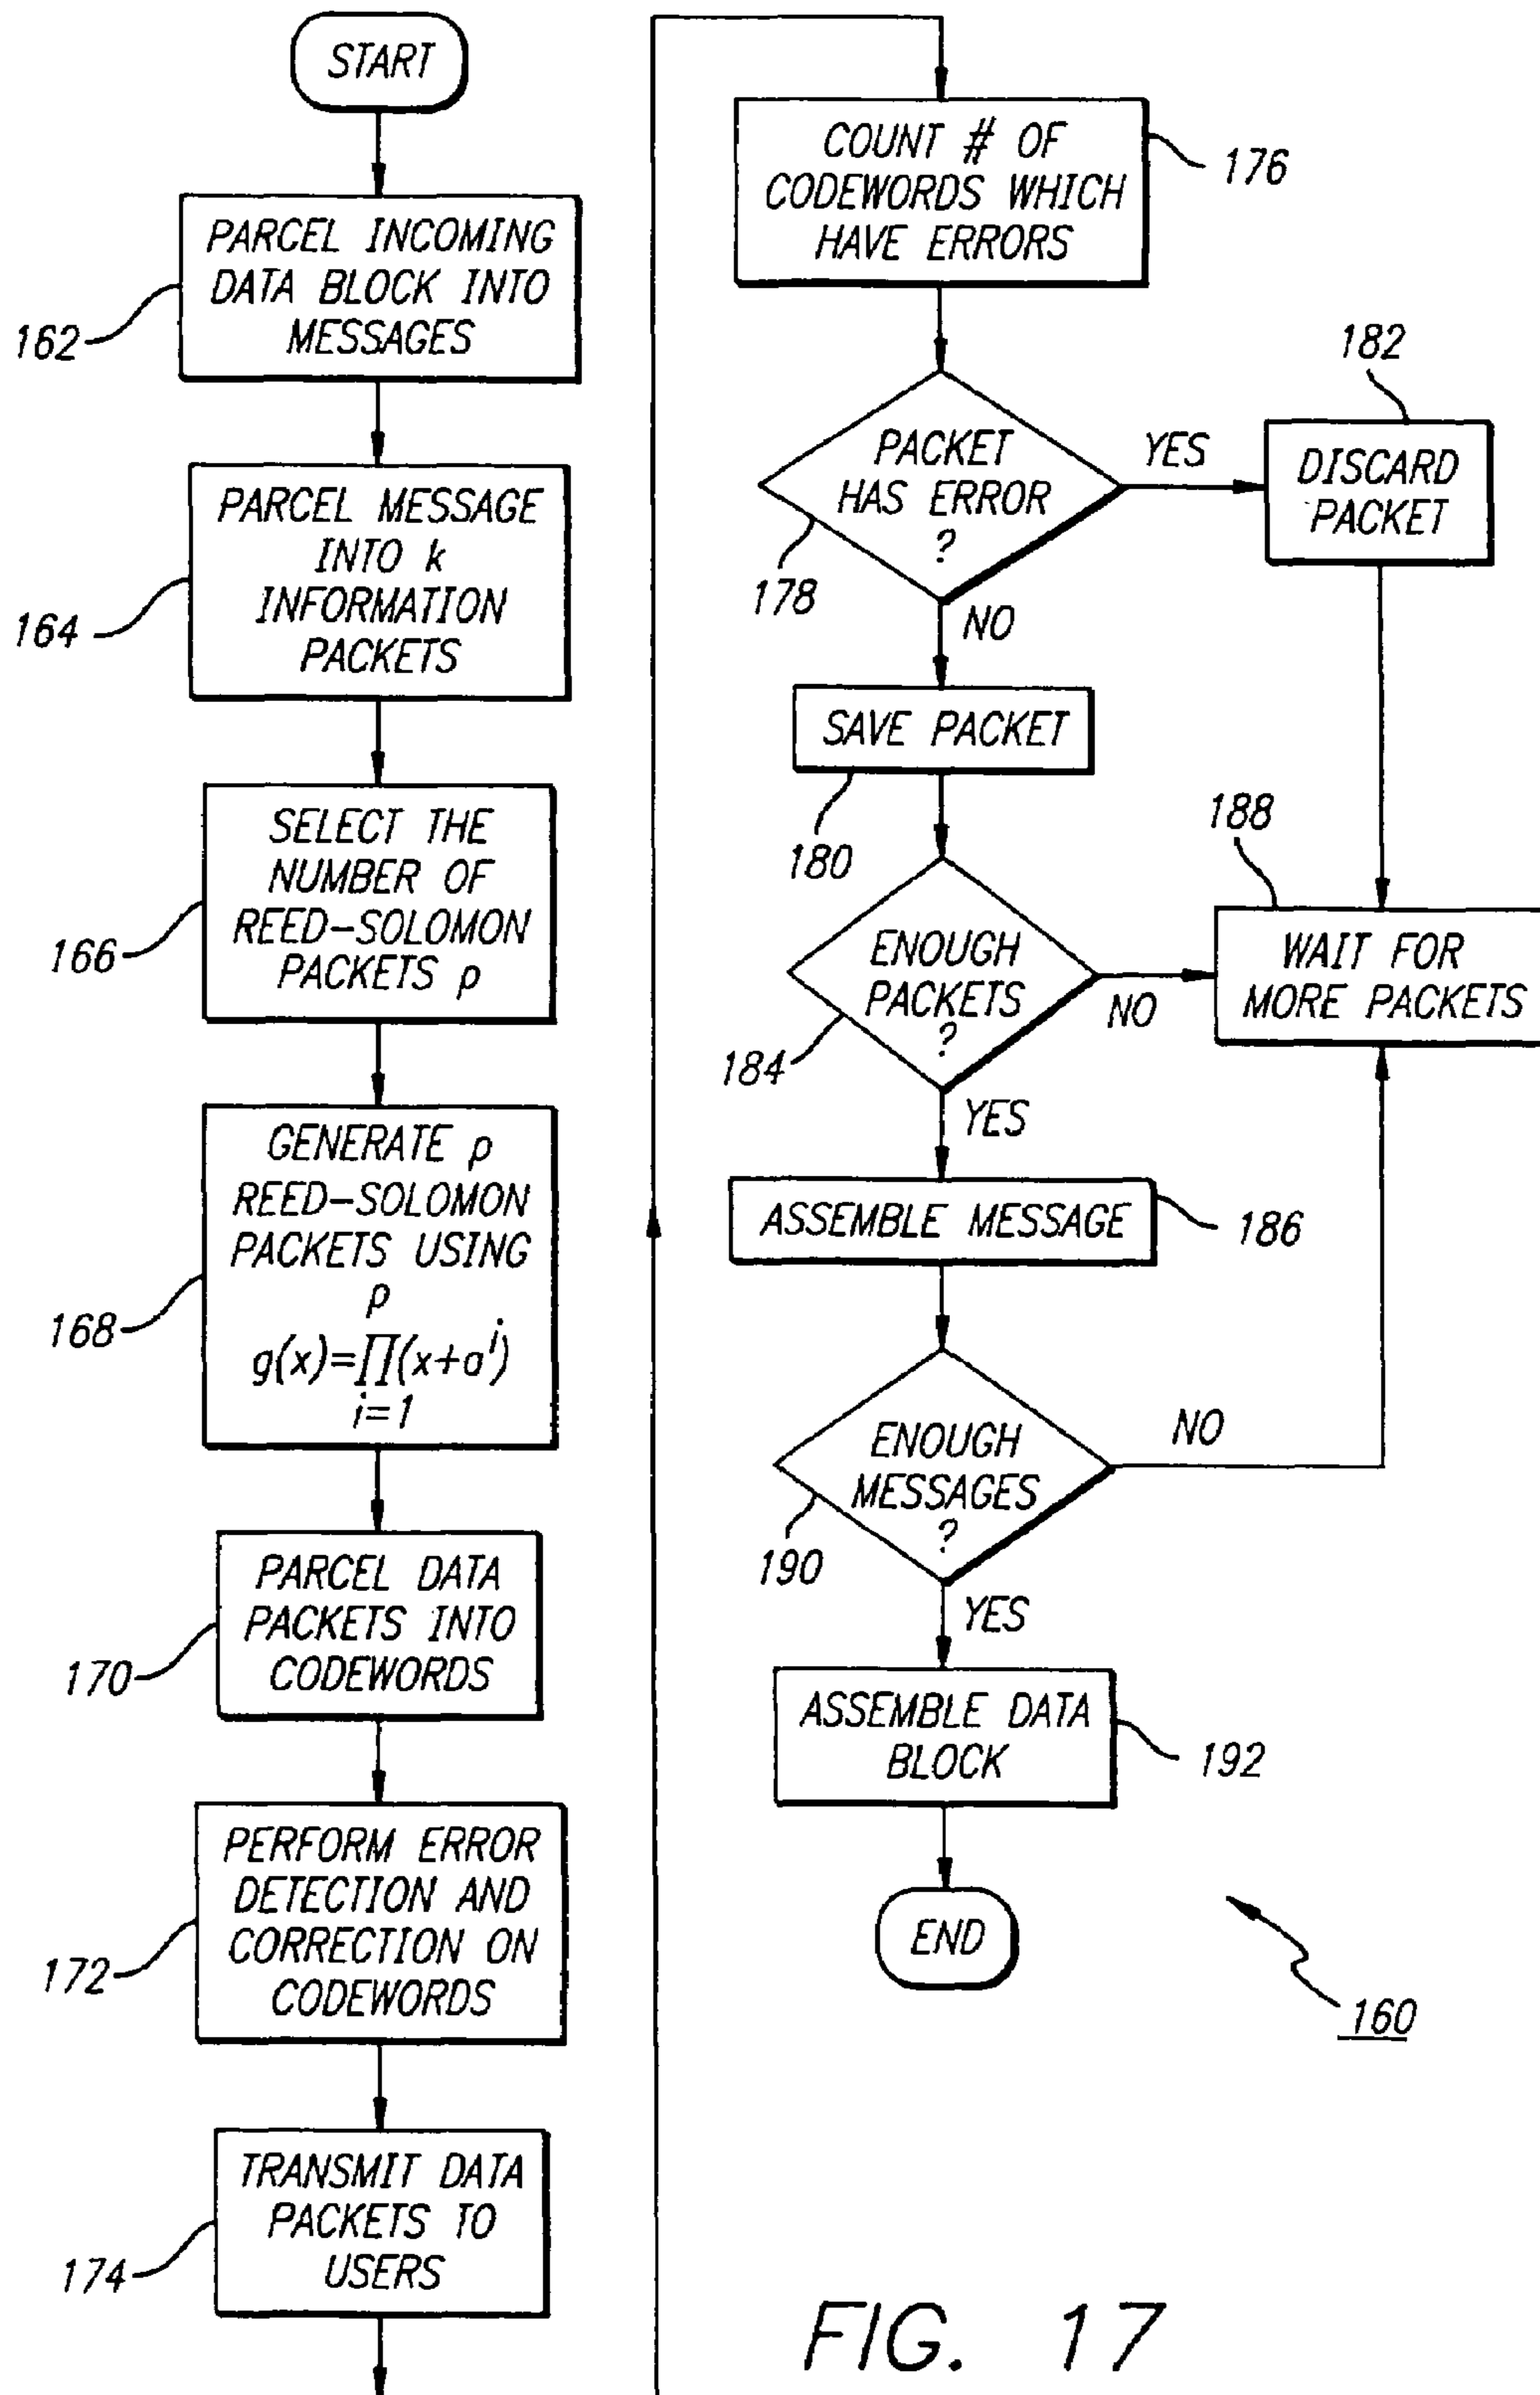 START
162
PARCEL INCOMING
DATA BLOCK INTO
MESSAGES
164
PARCEL MESSAGE
INTO k
INFORMATION
PACKETS
166
SELECT THE
NUMBER OF
REED-SOLOMON
PACKETS p
168
GENERATE p
REED-SOLOMON
PACKETS USING
p
g(x)=∏(x+a^i)
i=1
170
PARCEL DATA
PACKETS INTO
CODEWORDS
172
PERFORM ERROR
DETECTION AND
CORRECTION ON
CODEWORDS
174
TRANSMIT DATA
PACKETS TO
USERS
COUNT # OF
CODEWORDS WHICH
HAVE ERRORS
176
PACKET
HAS ERROR
?
178
YES
NO
182
DISCARD
PACKET
SAVE PACKET
180
188
WAIT FOR
MORE PACKETS
ENOUGH
PACKETS
?
184
NO
YES
ASSEMBLE MESSAGE
186
ENOUGH
MESSAGES
?
190
NO
YES
ASSEMBLE DATA
BLOCK
192
END
160
FIG. 17